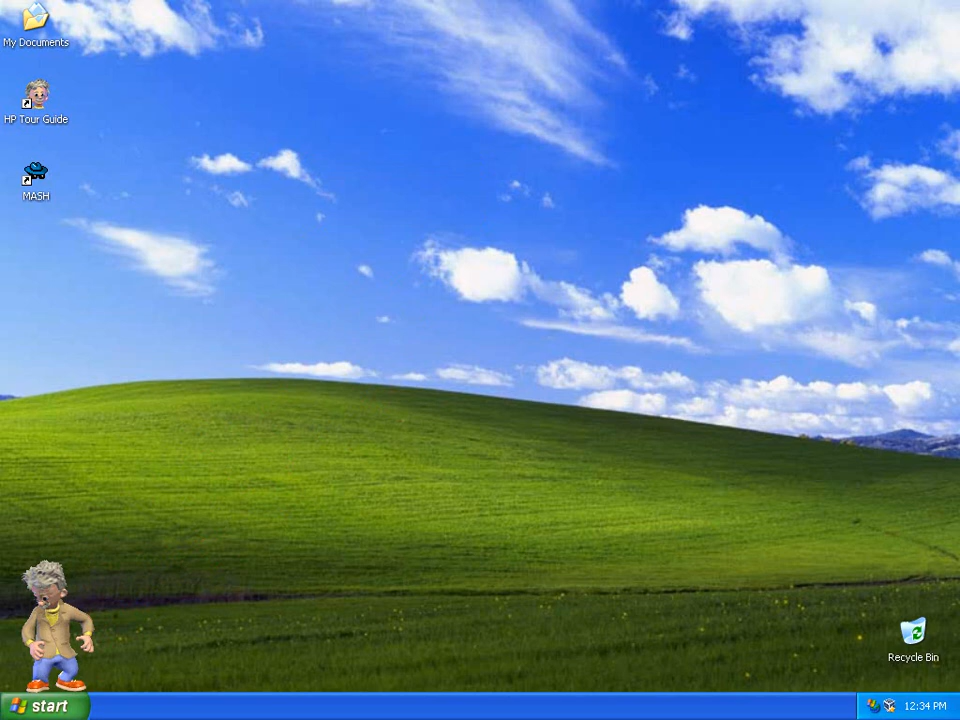 My Documents
HP Tour Guide
MASH
Recycle Bin
start
12:34 PM